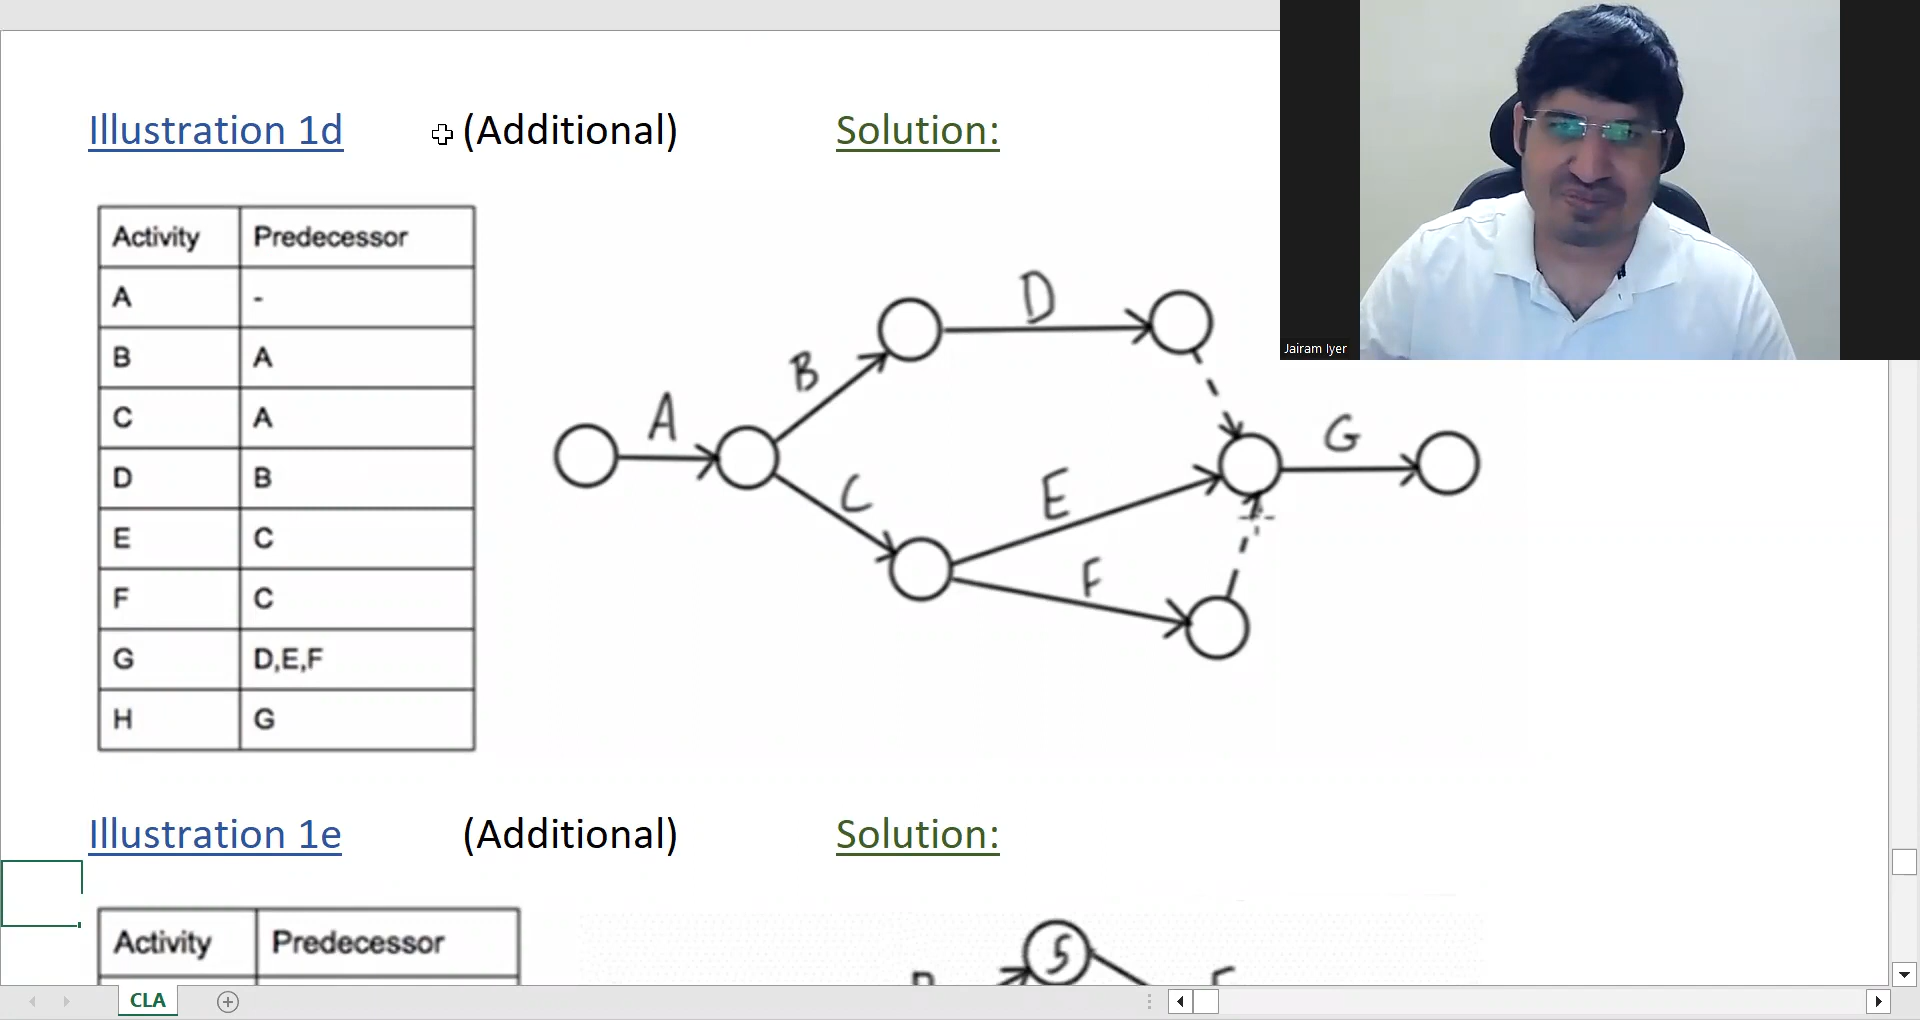 Illustration 1d (Additional) Solution:
Activity Predecessor
A -
B A
C A
D B
E C
F C
G D,E,F
H G
D
B
A
G
C
E
F
Jairam Iyer
Illustration 1e (Additional) Solution:
Activity Predecessor
5
CLA